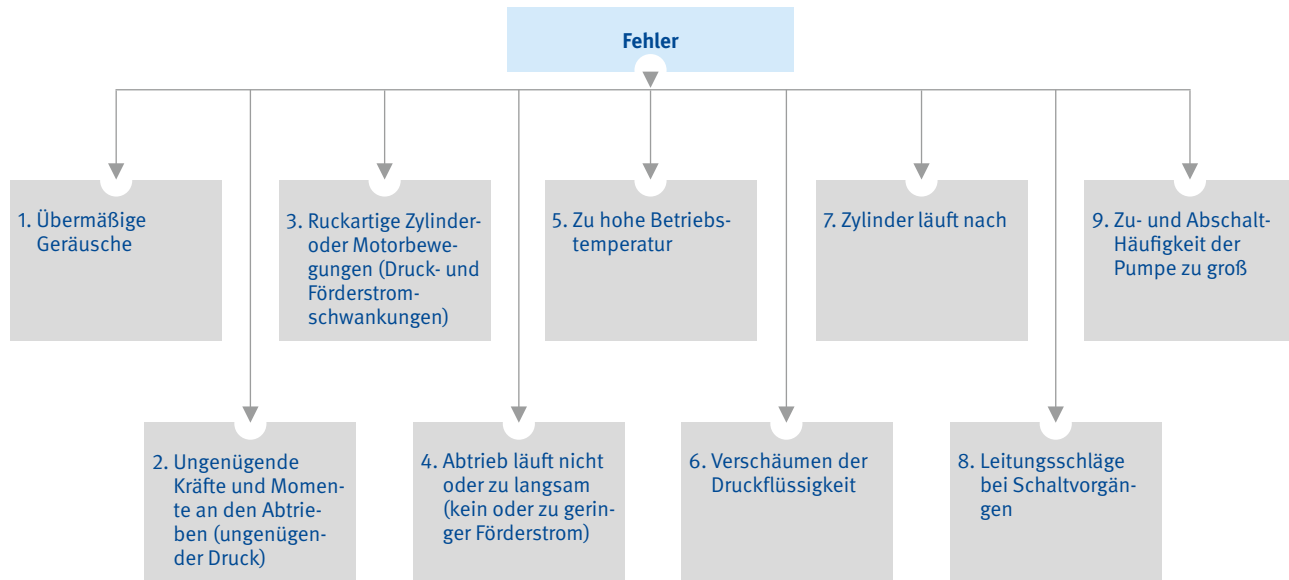 Fehler
1. Übermäßige
Geräusche
3. Ruckartige Zylinder-
oder Motorbewe-
gungen (Druck- und
Förderstrom-
schwankungen)
5. Zu hohe Betriebs-
temperatur
7. Zylinder läuft nach
9. Zu- und Abschalt-
Häufigkeit der
Pumpe zu groß
2. Ungenügende
Kräfte und Momen-
te an den Abtrie-
ben (ungenügen-
der Druck)
4. Abtrieb läuft nicht
oder zu langsam
(kein oder zu gerin-
ger Förderstrom)
6. Verschäumen der
Druckflüssigkeit
8. Leitungsschläge
bei Schaltvorgän-
gen